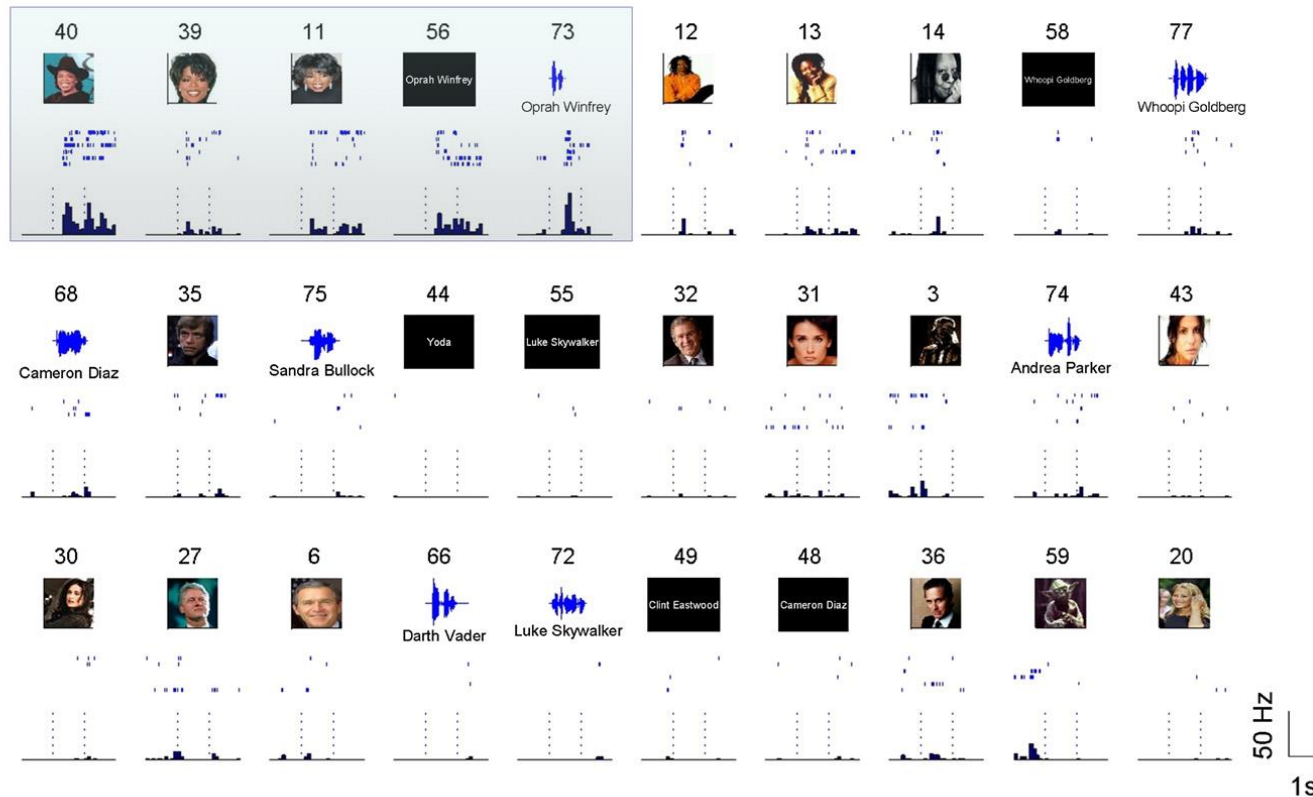 40 39 11 56 73 12 13 14 58 77
Oprah Winfrey
Oprah Winfrey
Whoopi Goldberg
Whoopi Goldberg
68 35 75 44 55 32 31 3 74 43
Yoda
Luke Skywalker
Cameron Diaz
Sandra Bullock
Andrea Parker
30 27 6 66 72 49 48 36 59 20
Clint Eastwood
Cameron Diaz
Darth Vader
Luke Skywalker
50 Hz
1s